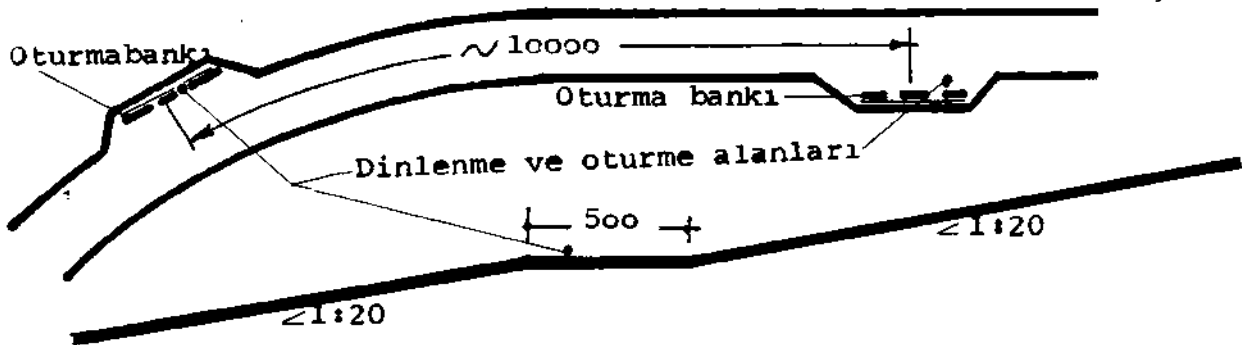 ~10000
Oturmabankı
Oturma bankı
Dinlenme ve oturme alanları
500
∠1:20
∠1:20